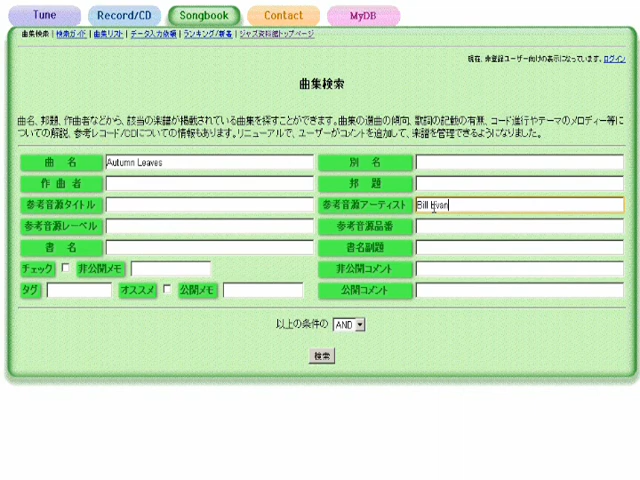 Tune Record/CD Songbook Contact MyDB
曲集検索 | 検索ガイド | 曲集リスト | データ入力依頼 | ランキング/新着 | ジャズ資料館トップページ
現在、未登録ユーザー向けの表示になっています。ログイン
曲集検索
曲名、邦題、作曲者などから、該当の楽譜が掲載されている曲集を探すことができます。曲集の選曲の傾向、歌詞の記載の有無、コード進行やテーマのメロディー等に
ついての解説、参考レコード/CDについての情報もあります。リニューアルで、ユーザーがコメントを追加して、楽譜を管理できるようになりました。
曲 名 Autumn Leaves 別 名
作 曲 者 邦 題
参考音源タイトル 参考音源アーティスト Bill Evan
参考音源レーベル 参考音源品番
書 名 書名副題
チェック 非公開メモ 非公開コメント
タグ オススメ 公開メモ 公開コメント
以上の条件の AND
検索